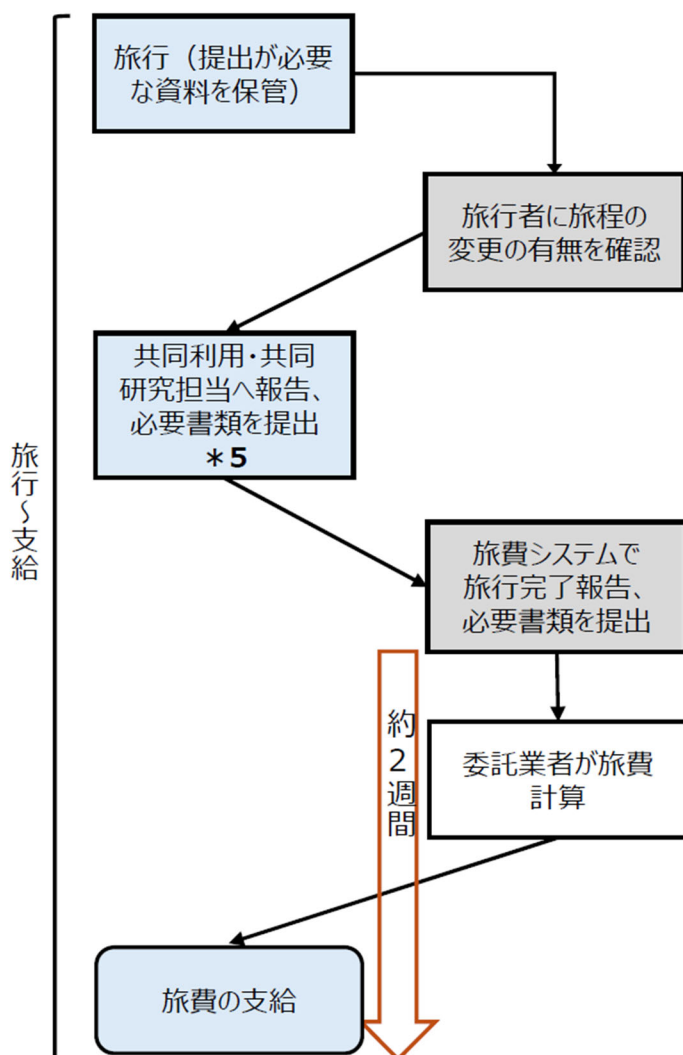 旅行（提出が必要
な資料を保管）
旅行者に旅程の
変更の有無を確認
共同利用・共同
研究担当へ報告、
必要書類を提出
＊5
旅行～支給
旅費システムで
旅行完了報告、
必要書類を提出
約2週間
委託業者が旅費
計算
旅費の支給